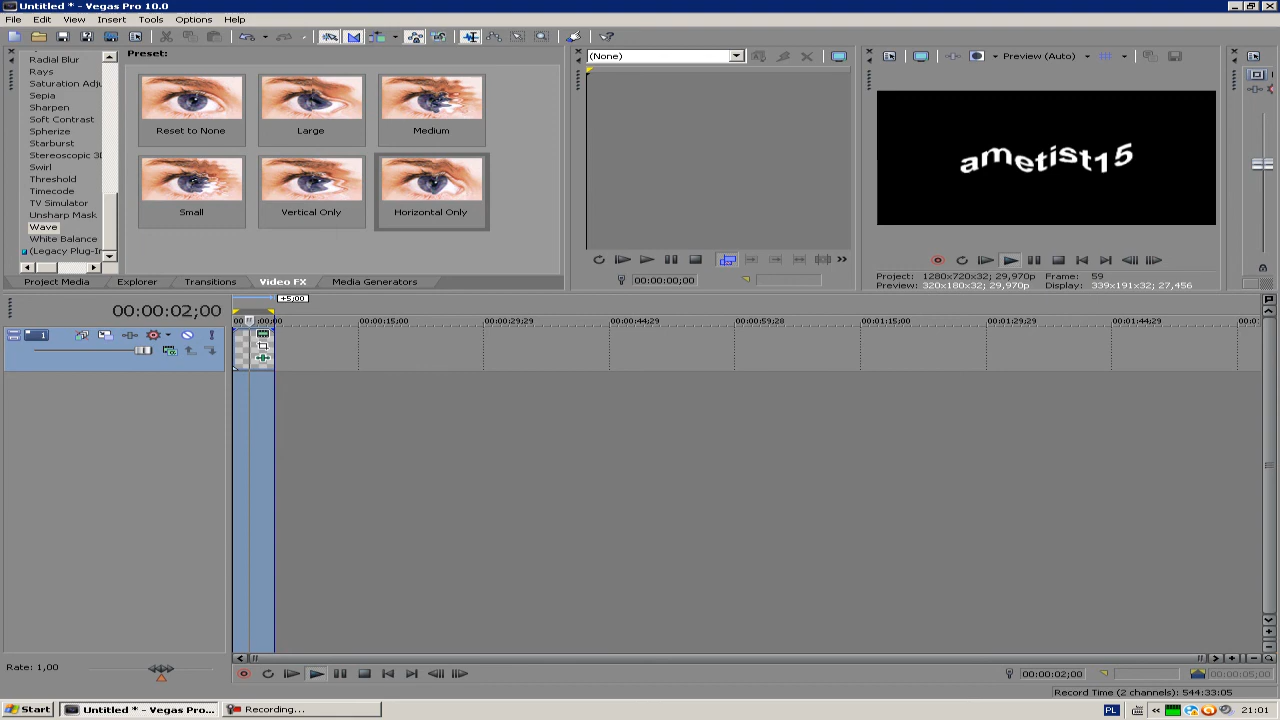 Untitled * - Vegas Pro 10.0
File Edit View Insert Tools Options Help
Preset:
Radial Blur
Rays
Saturation Adju
Sepia
Sharpen
Soft Contrast
Spherize
Starburst
Stereoscopic 3D
Swirl
Threshold
Timecode
TV Simulator
Unsharp Mask
Wave
White Balance
(Legacy Plug-In
Reset to None
Large
Medium
Small
Vertical Only
Horizontal Only
Project Media Explorer Transitions Video FX Media Generators
(None)
00:00:00;00
Preview (Auto)
ametist15
Project: 1280x720x32; 29,970p Frame: 59
Preview: 320x180x32; 29,970p Display: 339x191x32; 27,456
+5;00
00:00:02;00
00:00:15;00 00:00:29;29 00:00:44;29 00:00:59;28 00:01:15;00 00:01:29;29 00:01:44;29
1
Rate: 1,00
00:00:02;00 00:00:05;00
Record Time (2 channels): 544:33:05
Start Untitled * - Vegas Pro... Recording... PL 21:01